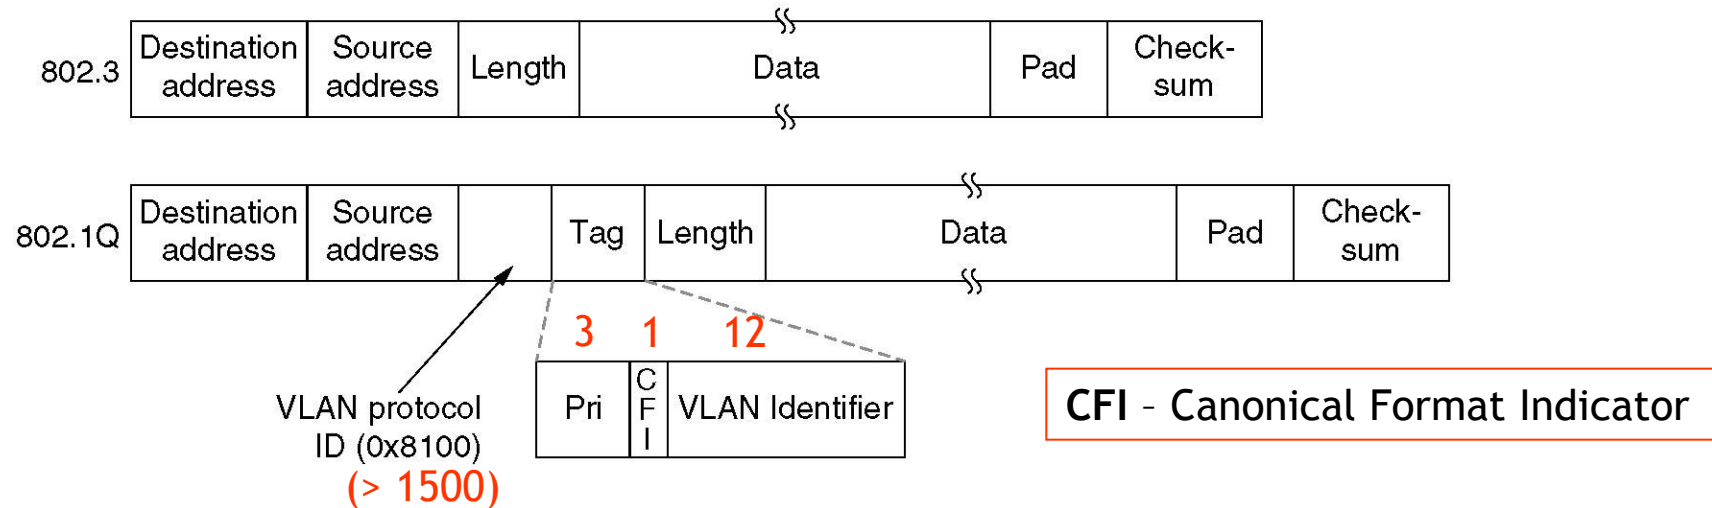 802.3
Destination
address
Source
address
Length
Data
Pad
Check-
sum
802.1Q
Destination
address
Source
address
Tag
Length
Data
Pad
Check-
sum
3 1 12
VLAN protocol
ID (0x8100)
(> 1500)
Pri
C
F
I
VLAN Identifier
CFI - Canonical Format Indicator